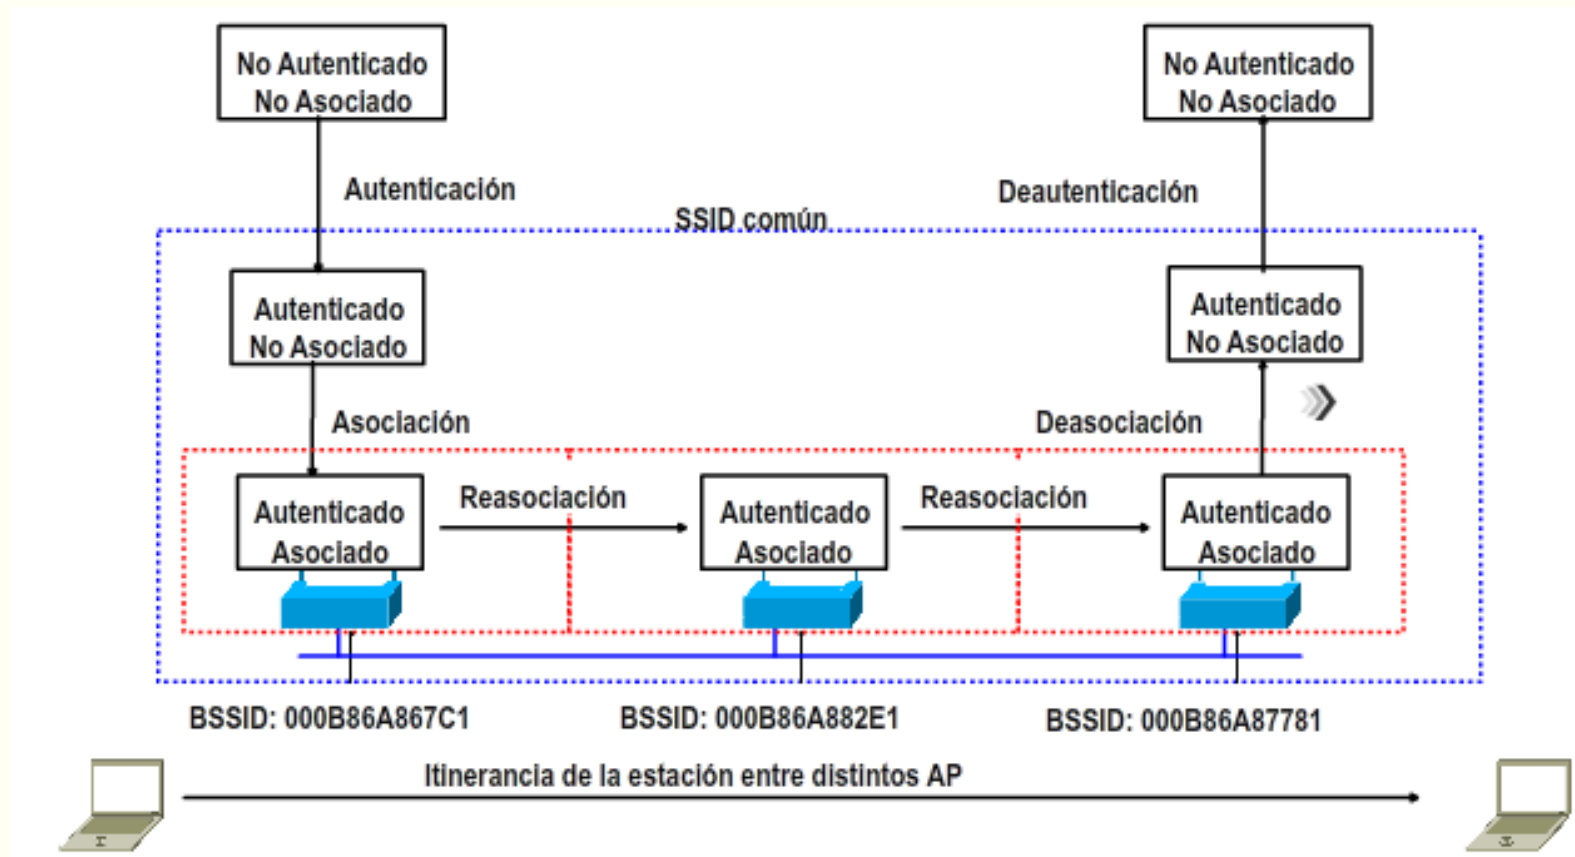 No Autenticado
No Asociado
No Autenticado
No Asociado
Autenticación
Deautenticación
SSID común
Autenticado
No Asociado
Autenticado
No Asociado
Asociación
Deasociación
Autenticado
Asociado
Reasociación
Autenticado
Asociado
Reasociación
Autenticado
Asociado
BSSID: 000B86A867C1
BSSID: 000B86A882E1
BSSID: 000B86A87781
Itinerancia de la estación entre distintos AP